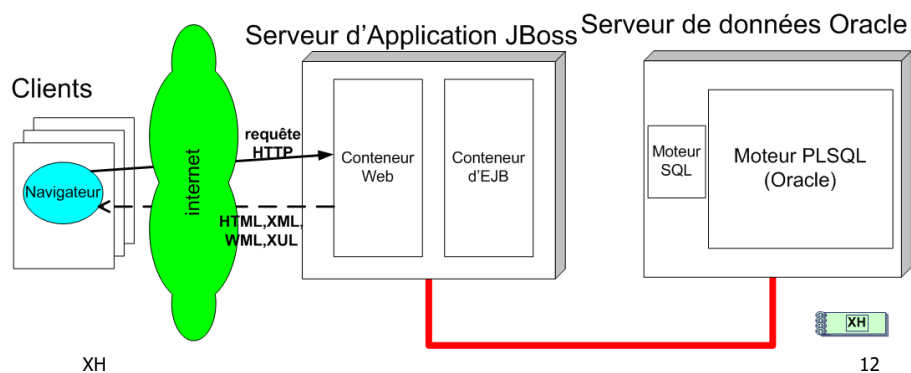 Serveur d'Application JBoss
Serveur de données Oracle
Clients
Navigateur
internet
requête
HTTP
HTML,XML,
WML,XUL
Conteneur
Web
Conteneur
d'EJB
Moteur
SQL
Moteur PLSQL
(Oracle)
XH
XH
12